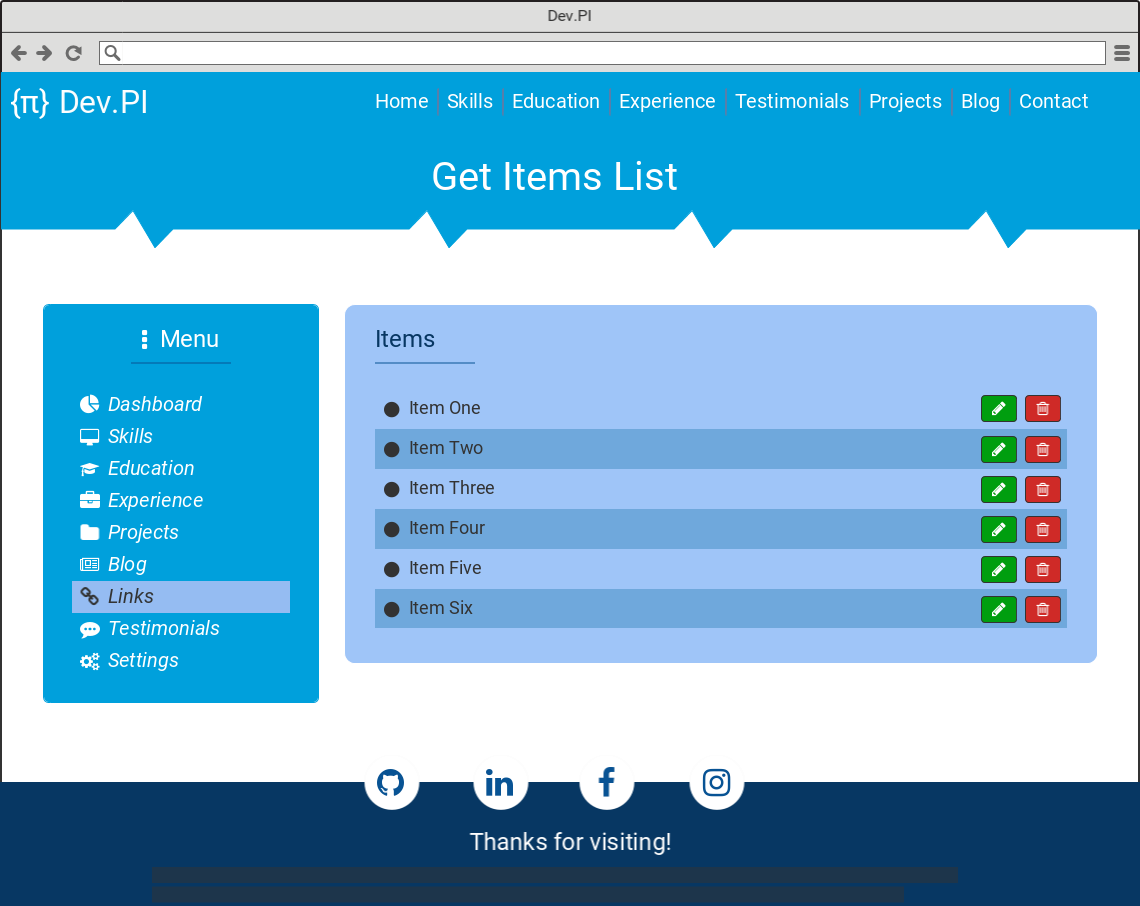 Dev.PI
{π} Dev.PI
Home Skills Education Experience Testimonials Projects Blog Contact
Get Items List
Menu
Dashboard
Skills
Education
Experience
Projects
Blog
Links
Testimonials
Settings
Items
Item One
Item Two
Item Three
Item Four
Item Five
Item Six
in f
Thanks for visiting!